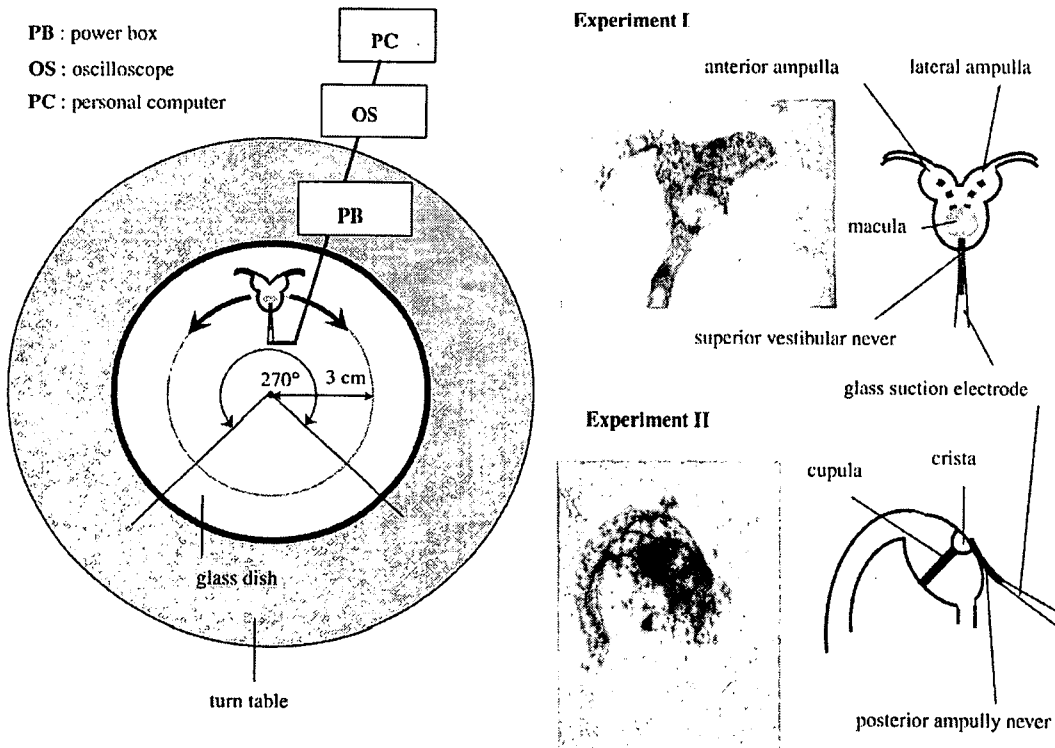 PB : power box
OS : oscilloscope
PC : personal computer
PC
OS
PB
270°
3 cm
glass dish
turn table
Experiment I
anterior ampulla
lateral ampulla
macula
superior vestibular never
glass suction electrode
Experiment II
cupula
crista
posterior ampully never